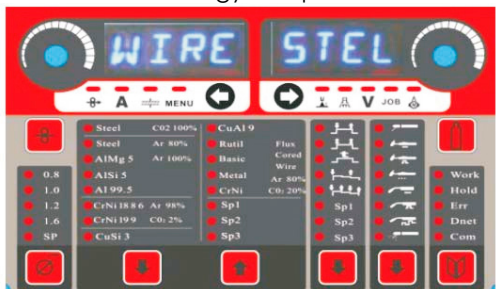 WIRE STEL
A MENU V JOB
Steel CO2 100%
Steel Ar 80%
AlMg 5 Ar 100%
AlSi 5
Al 99.5
CrNi 18 8 6 Ar 98%
CrNi 19 9 CO2 2%
CuSi 3
CuAl 9
Rutil Flux
Basic Cored
Wire
Metal Ar 80%
CrNi CO2 20%
Sp1
Sp2
Sp3
Sp1
Sp2
Sp3
0.8
1.0
1.2
1.6
SP
Work
Hold
Err
Dnet
Com